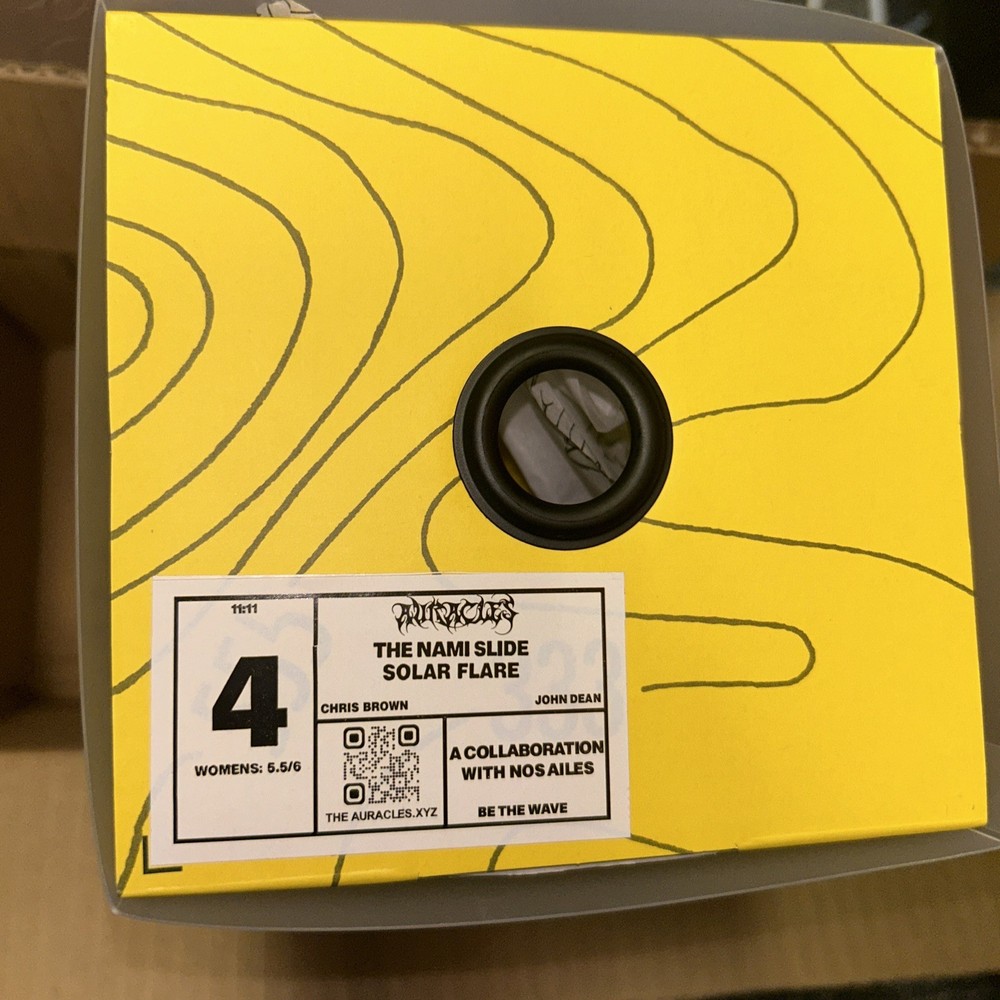 11:11
4
WOMENS: 5.5/6
AURACLES
THE NAMI SLIDE
SOLAR FLARE
CHRIS BROWN
JOHN DEAN
THE AURACLES.XYZ
A COLLABORATION
WITH NOS AILES
BE THE WAVE